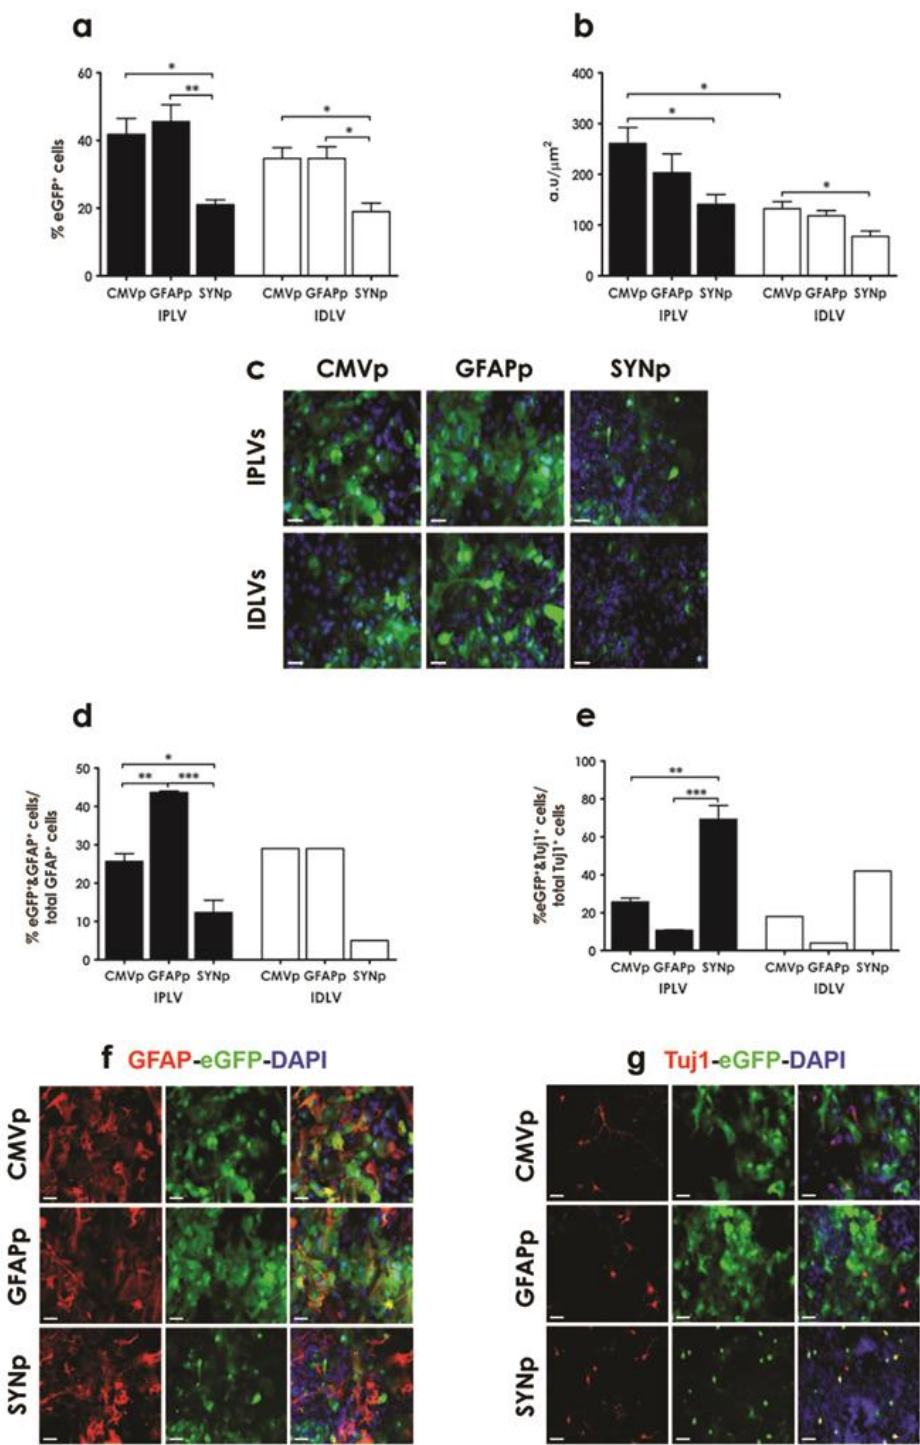 a
b
60
40
20
0
% eGFP⁺ cells
*
**
*
*
CMVp GFAPp SYNp
IPLV
CMVp GFAPp SYNp
IDLV
400
300
200
100
0
a.u/μm²
*
*
*
CMVp GFAPp SYNp
IPLV
CMVp GFAPp SYNp
IDLV
c
CMVp
GFAPp
SYNp
IPLVs
IDLVs
d
e
50
40
30
20
10
0
% eGFP⁺&GFAP⁺ cells/
total GFAP⁺ cells
*
**
***
CMVp GFAPp SYNp
IPLV
CMVp GFAPp SYNp
IDLV
100
80
60
40
20
0
%eGFP⁺&Tuj1⁺ cells/
total Tuj1⁺ cells
**
***
CMVp GFAPp SYNp
IPLV
CMVp GFAPp SYNp
IDLV
f GFAP-eGFP-DAPI
CMVp
GFAPp
SYNp
g Tuj1-eGFP-DAPI
CMVp
GFAPp
SYNp